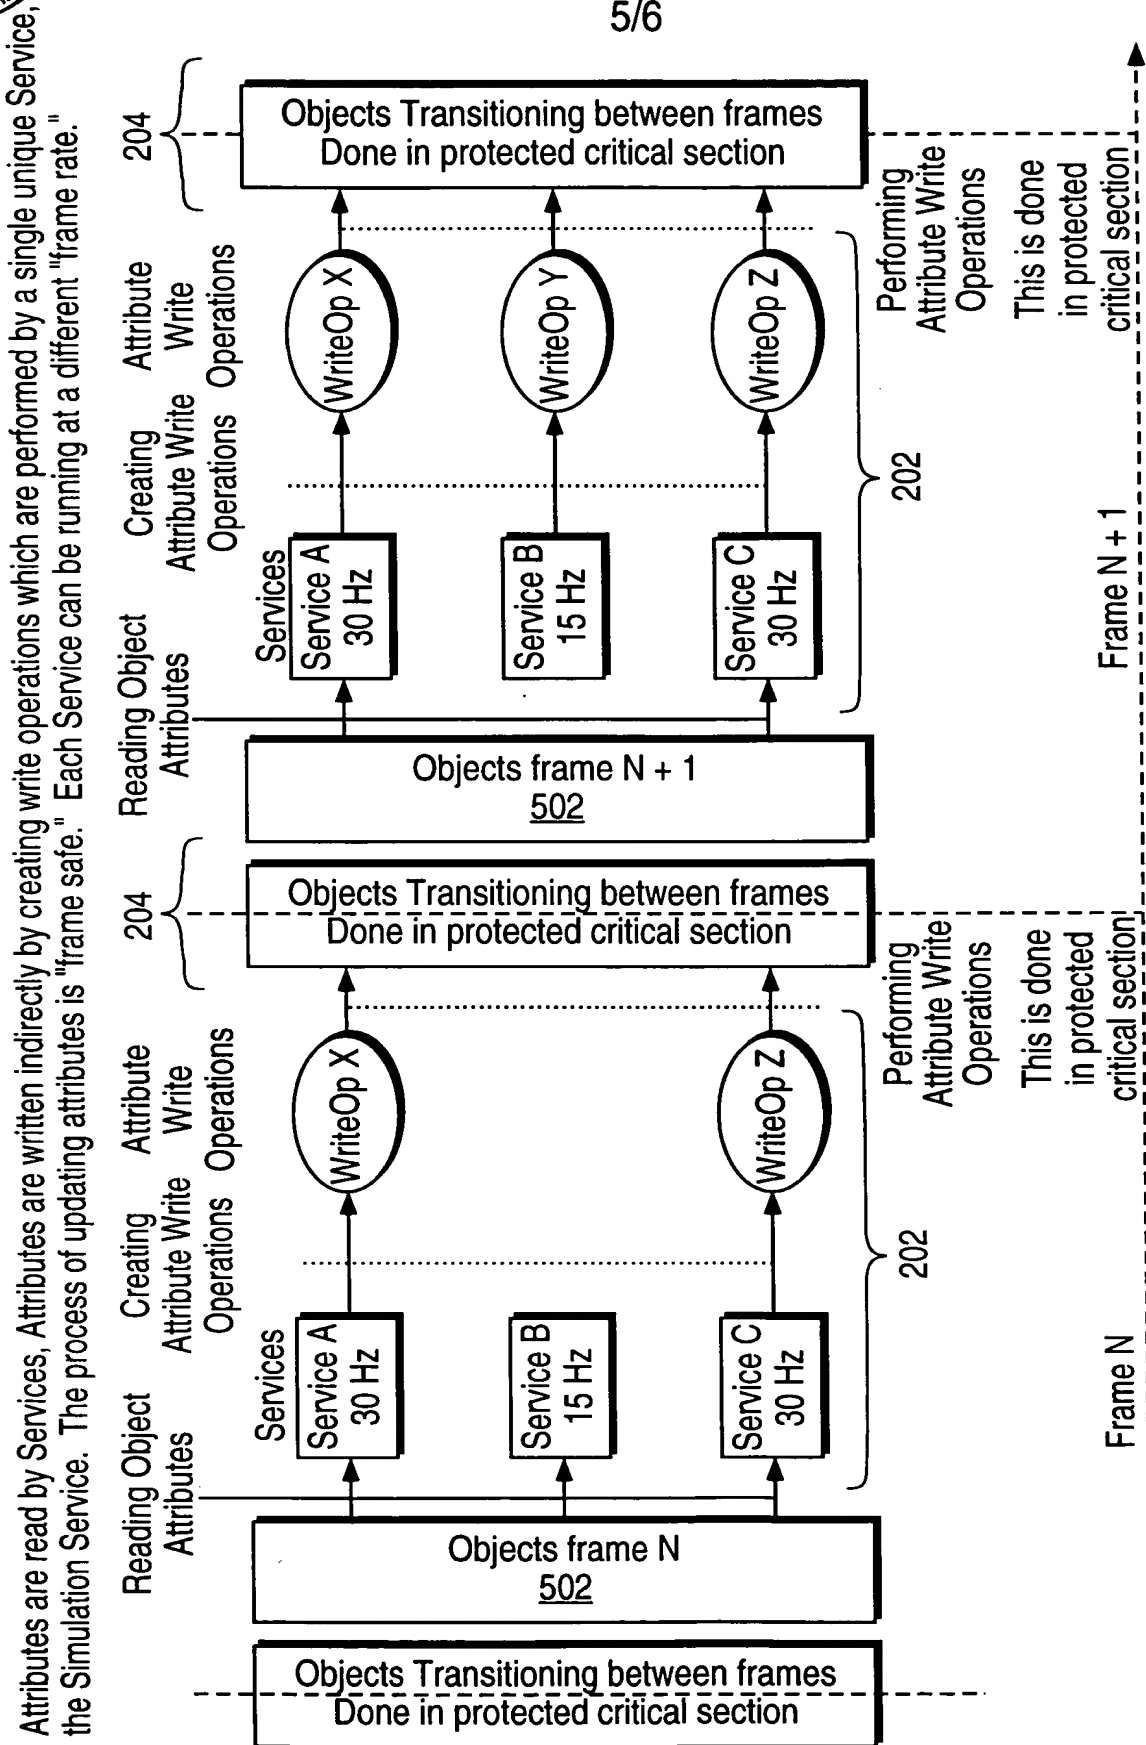 5/6
Attributes are read by Services, Attributes are written indirectly by creating write operations which are performed by a single unique Service,
the Simulation Service. The process of updating attributes is "frame safe." Each Service can be running at a different "frame rate."
Reading Object
Attributes
Services
Creating
Attribute Write
Operations
Attribute
Write
Operations
204
Objects Transitioning between frames
Done in protected critical section
Objects frame N
502
Service A
30 Hz
Service B
15 Hz
Service C
30 Hz
WriteOp X
WriteOp Z
202
Objects Transitioning between frames
Done in protected critical section
Performing
Attribute Write
Operations
This is done
in protected
critical section
Frame N
Reading Object
Attributes
Services
Creating
Attribute Write
Operations
Attribute
Write
Operations
204
Objects frame N + 1
502
Service A
30 Hz
Service B
15 Hz
Service C
30 Hz
WriteOp X
WriteOp Y
WriteOp Z
202
Objects Transitioning between frames
Done in protected critical section
Performing
Attribute Write
Operations
This is done
in protected
critical section
Frame N + 1